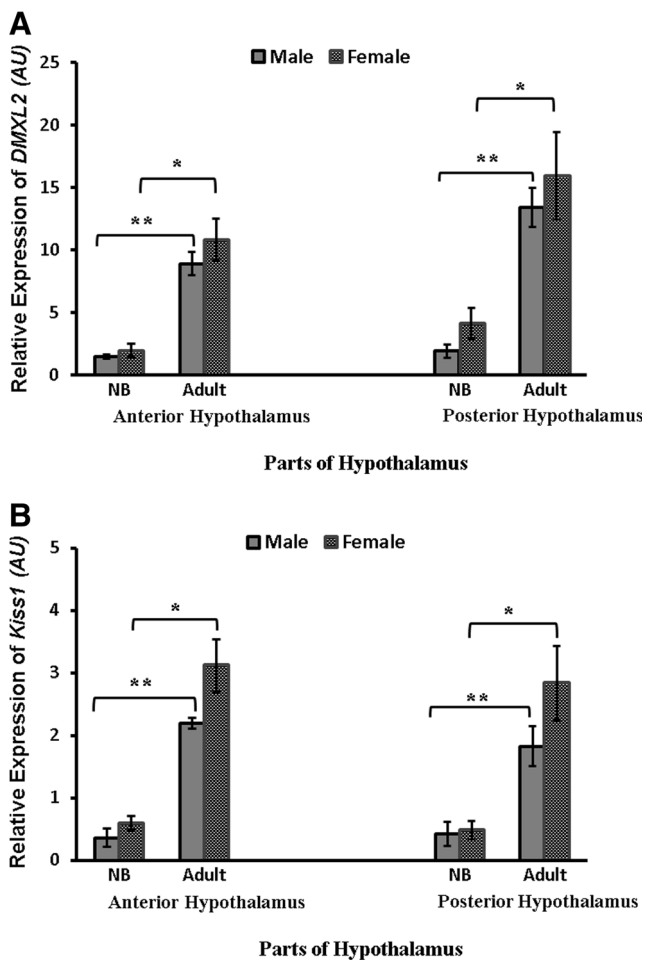 A
Male Female
Relative Expression of DMXL2 (AU)
25
20
15
10
5
0
*
**
*
**
NB Adult NB Adult
Anterior Hypothalamus Posterior Hypothalamus
Parts of Hypothalamus
B
Male Female
Relative Expression of Kiss1 (AU)
5
4
3
2
1
0
*
**
*
**
NB Adult NB Adult
Anterior Hypothalamus Posterior Hypothalamus
Parts of Hypothalamus